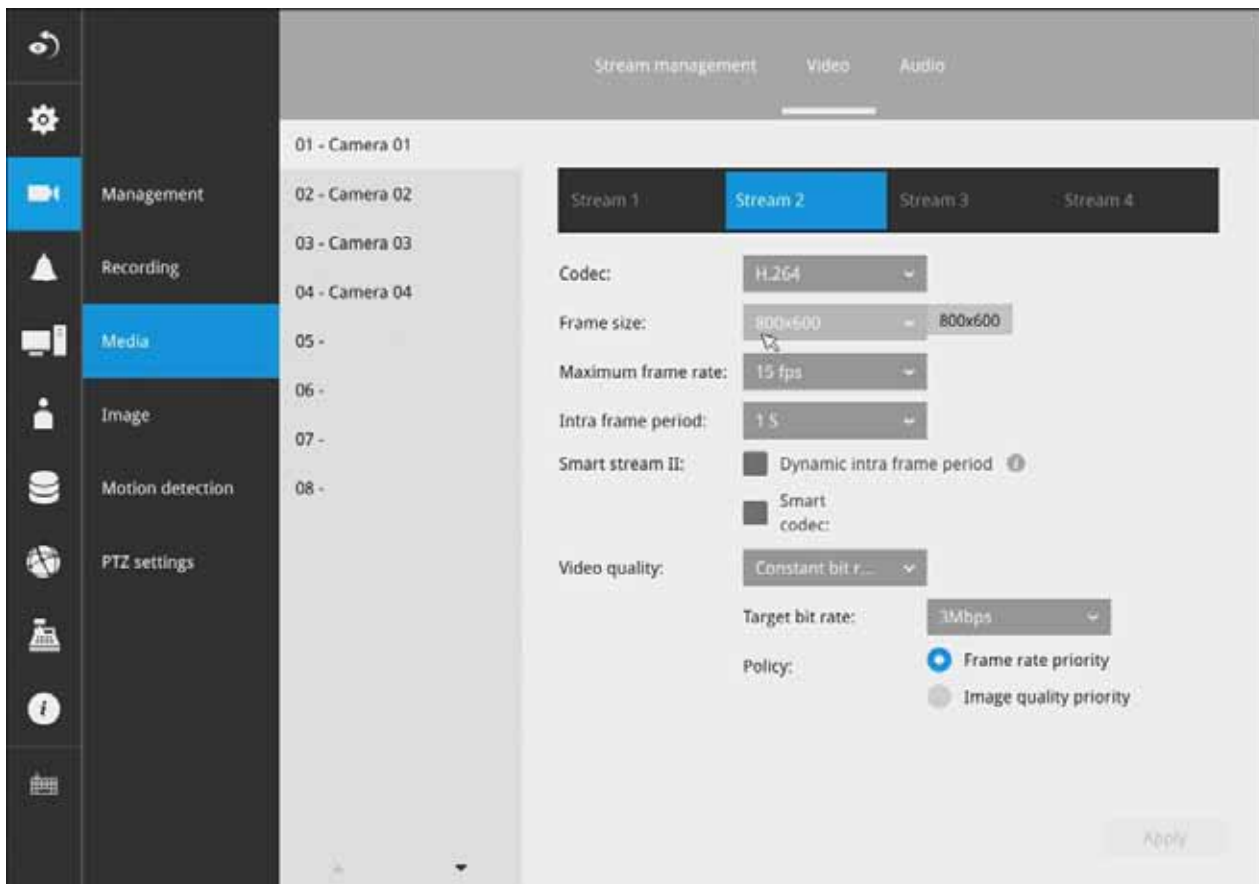 Stream management Video Audio
01 - Camera 01
Management
02 - Camera 02
03 - Camera 03
Recording
04 - Camera 04
Media
05 -
06 -
Image
07 -
Motion detection
08 -
PTZ settings
Stream 1 Stream 2 Stream 3 Stream 4
Codec: H.264
Frame size: 800x600 800x600
Maximum frame rate: 15 fps
Intra frame period: 1 S
Smart stream II: Dynamic intra frame period i
Smart
codec:
Video quality: Constant bit r...
Target bit rate: 3Mbps
Policy: Frame rate priority
Image quality priority
i
Apply